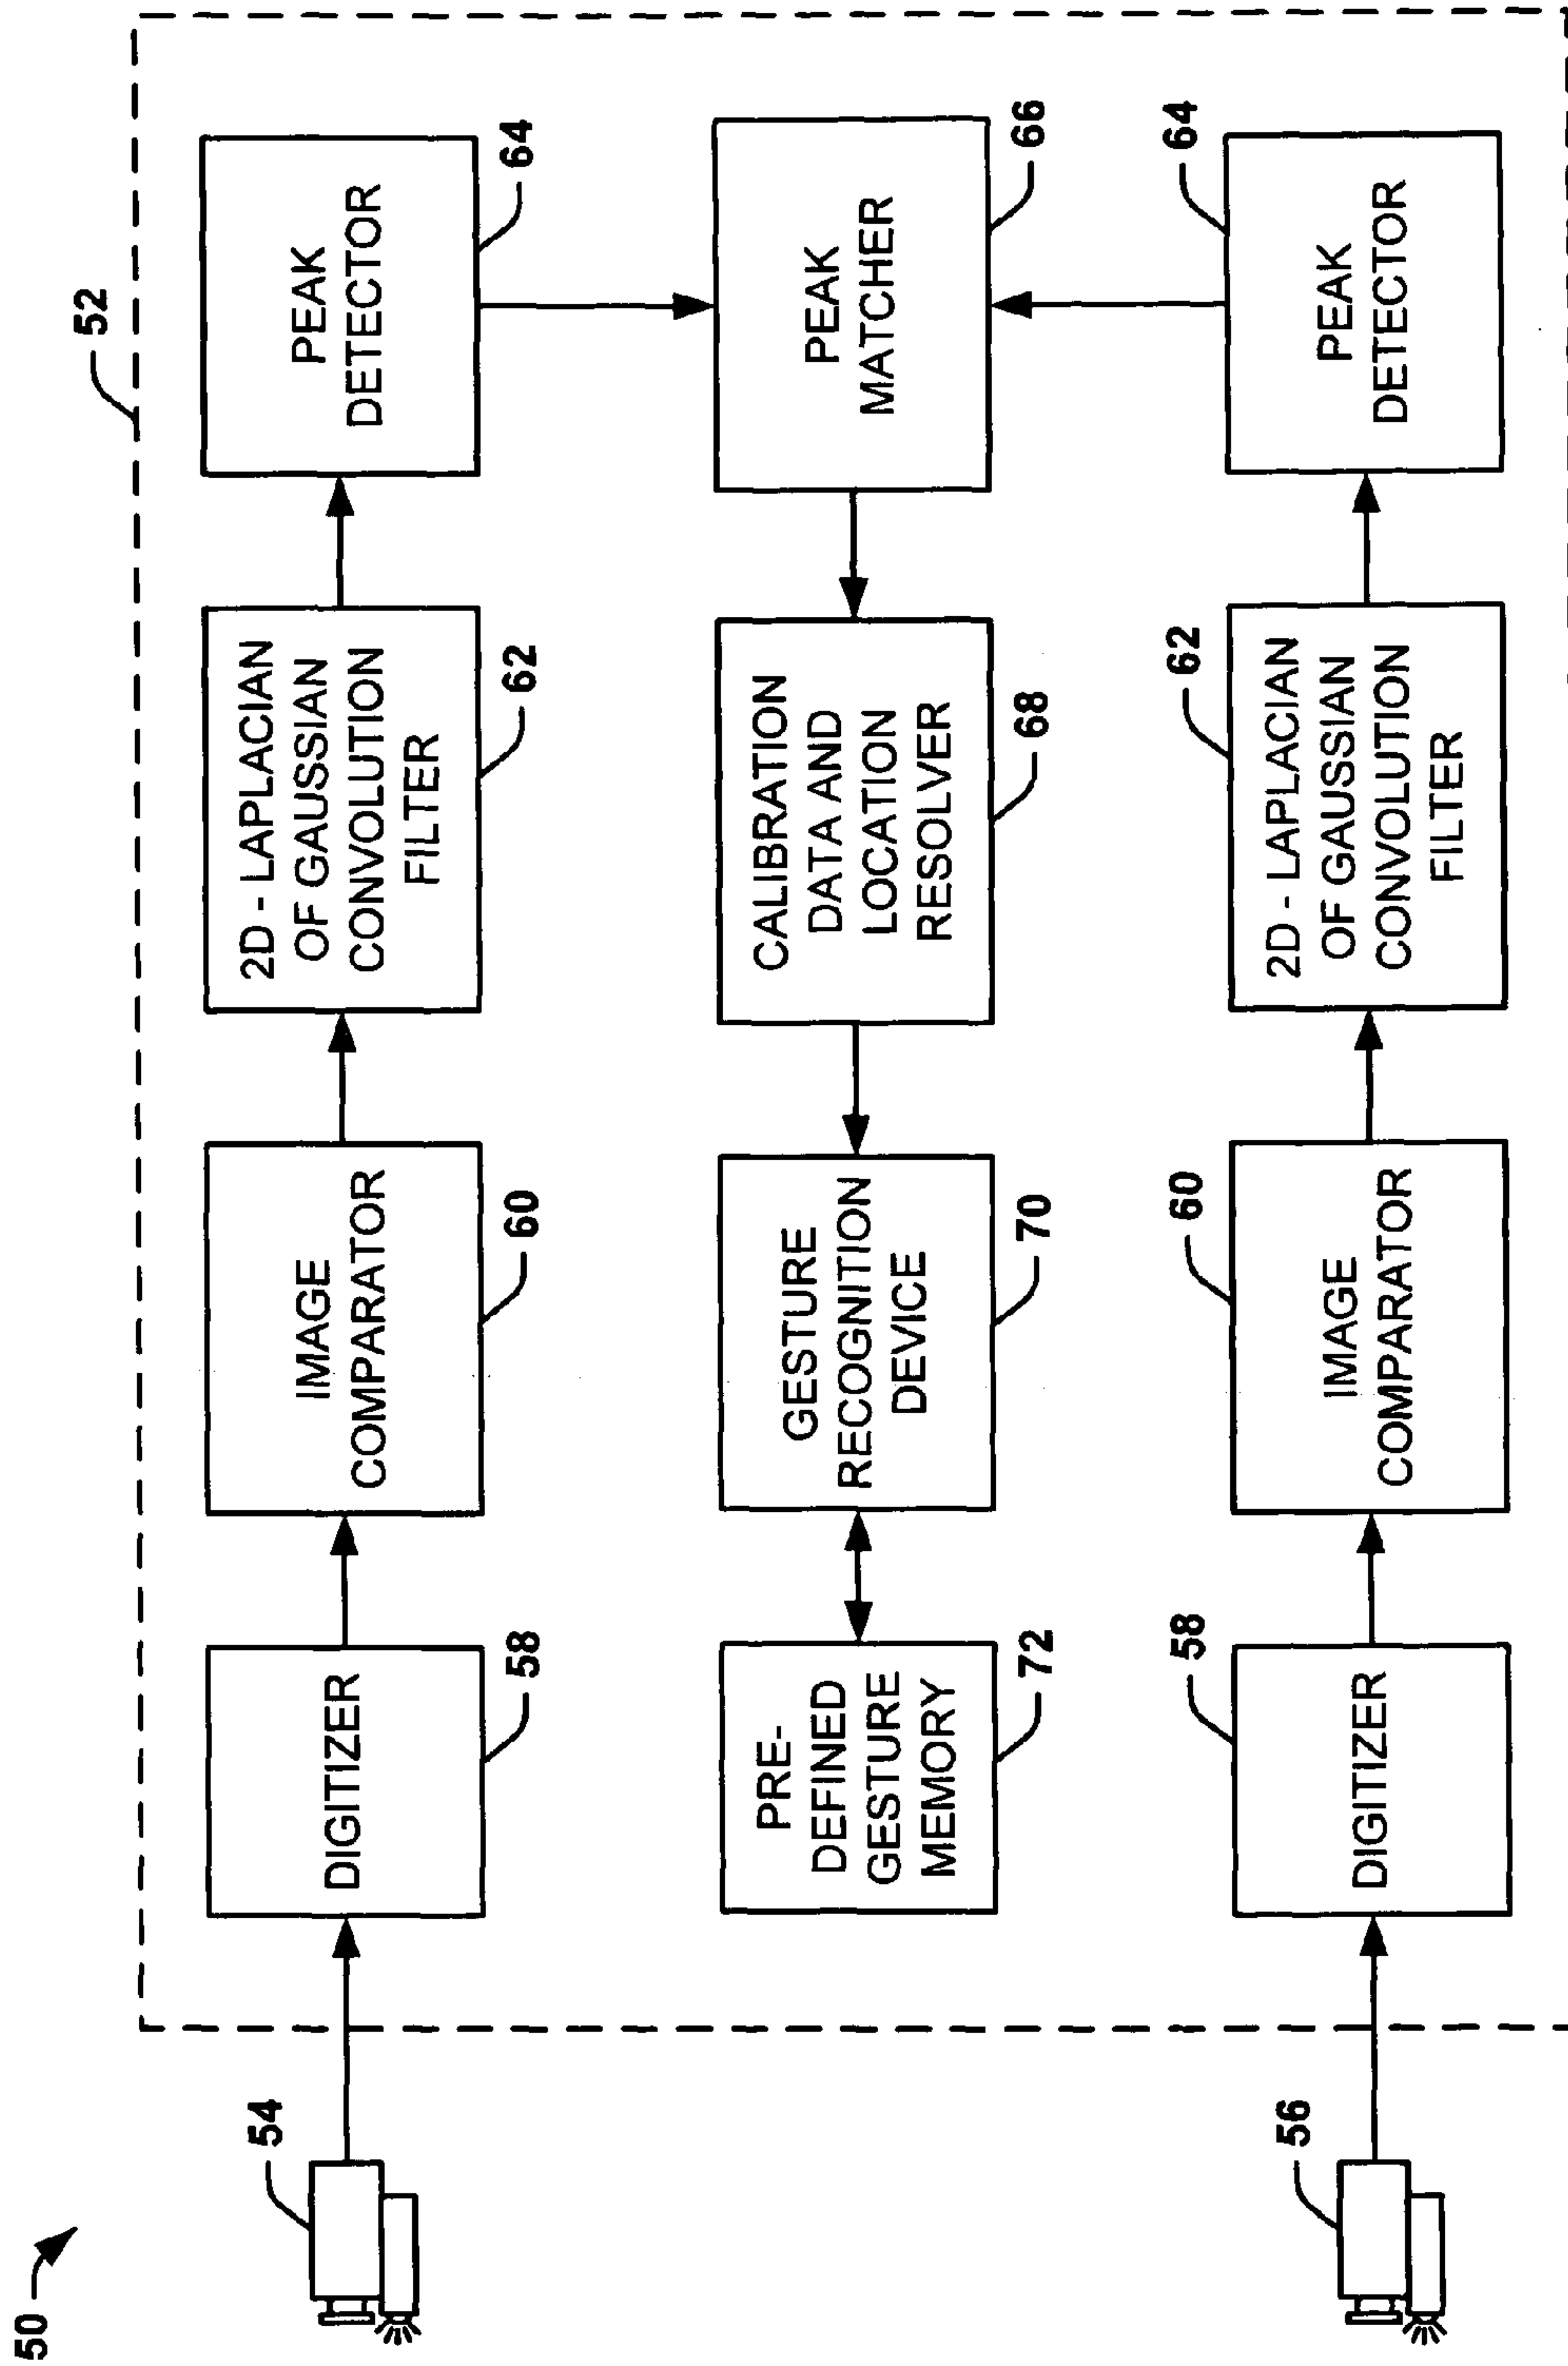 50
52
54
DIGITIZER
58
IMAGE
COMPARATOR
60
2D - LAPLACIAN
OF GAUSSIAN
CONVOLUTION
FILTER
62
PEAK
DETECTOR
64
PRE-
DEFINED
GESTURE
MEMORY
72
GESTURE
RECOGNITION
DEVICE
70
CALIBRATION
DATA AND
LOCATION
RESOLVER
68
PEAK
MATCHER
66
56
58
DIGITIZER
60
IMAGE
COMPARATOR
62
2D - LAPLACIAN
OF GAUSSIAN
CONVOLUTION
FILTER
64
PEAK
DETECTOR